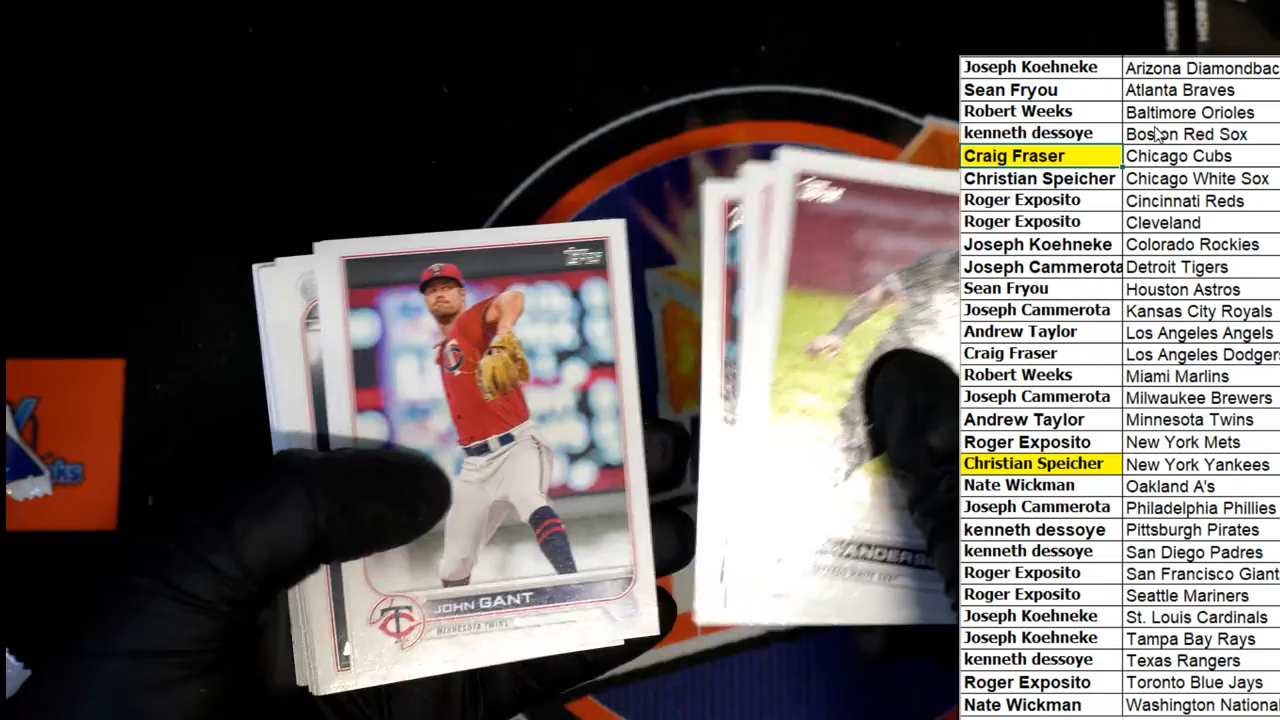 Joseph Koehneke Arizona Diamondbac
Sean Fryou Atlanta Braves
Robert Weeks Baltimore Orioles
kenneth dessoye Boston Red Sox
Craig Fraser Chicago Cubs
Christian Speicher Chicago White Sox
Roger Exposito Cincinnati Reds
Roger Exposito Cleveland
Joseph Koehneke Colorado Rockies
Joseph Cammerota Detroit Tigers
Sean Fryou Houston Astros
Joseph Cammerota Kansas City Royals
Andrew Taylor Los Angeles Angels
Craig Fraser Los Angeles Dodgers
Robert Weeks Miami Marlins
Joseph Cammerota Milwaukee Brewers
Andrew Taylor Minnesota Twins
Roger Exposito New York Mets
Christian Speicher New York Yankees
Nate Wickman Oakland A's
Joseph Cammerota Philadelphia Phillies
kenneth dessoye Pittsburgh Pirates
kenneth dessoye San Diego Padres
Roger Exposito San Francisco Giant
Roger Exposito Seattle Mariners
Joseph Koehneke St. Louis Cardinals
Joseph Koehneke Tampa Bay Rays
kenneth dessoye Texas Rangers
Roger Exposito Toronto Blue Jays
Nate Wickman Washington National
Topps
JOHN GANT
MINNESOTA TWINS
Topps
ANDERS